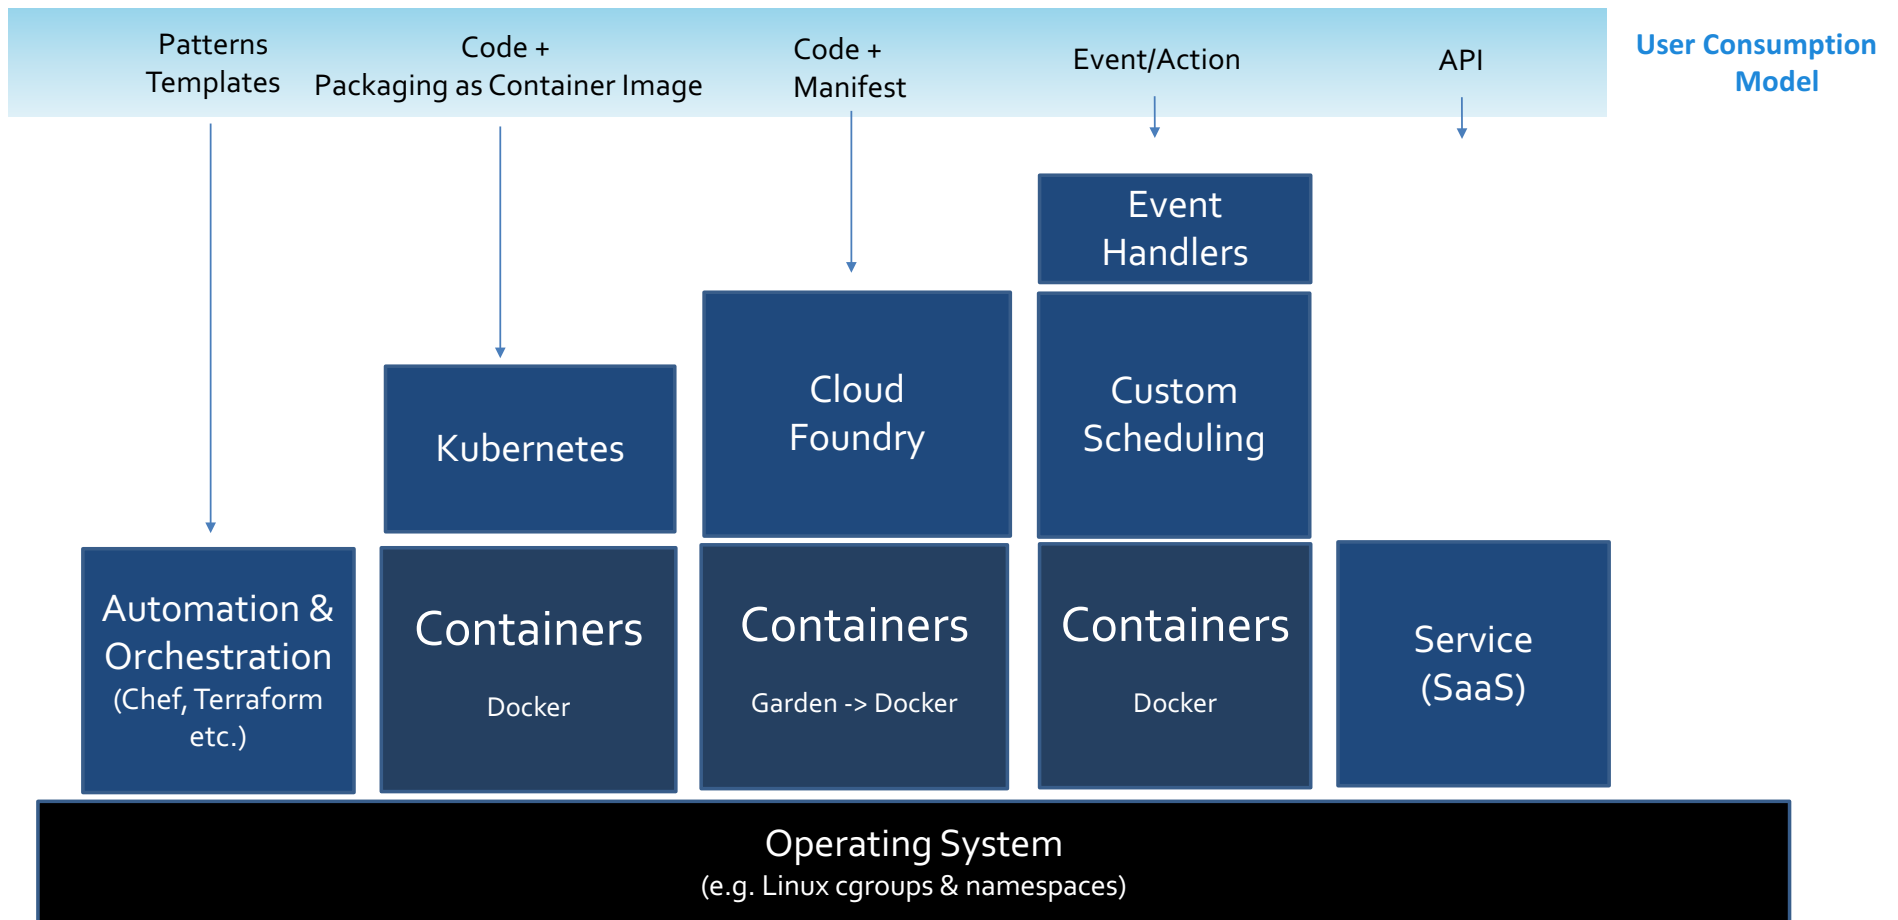 Patterns
Templates
Code +
Packaging as Container Image
Code +
Manifest
Event/Action
API
User Consumption
Model
Event
Handlers
Cloud
Foundry
Custom
Scheduling
Kubernetes
Automation &
Orchestration
(Chef, Terraform
etc.)
Containers
Docker
Containers
Garden -> Docker
Containers
Docker
Service
(SaaS)
Operating System
(e.g. Linux cgroups & namespaces)